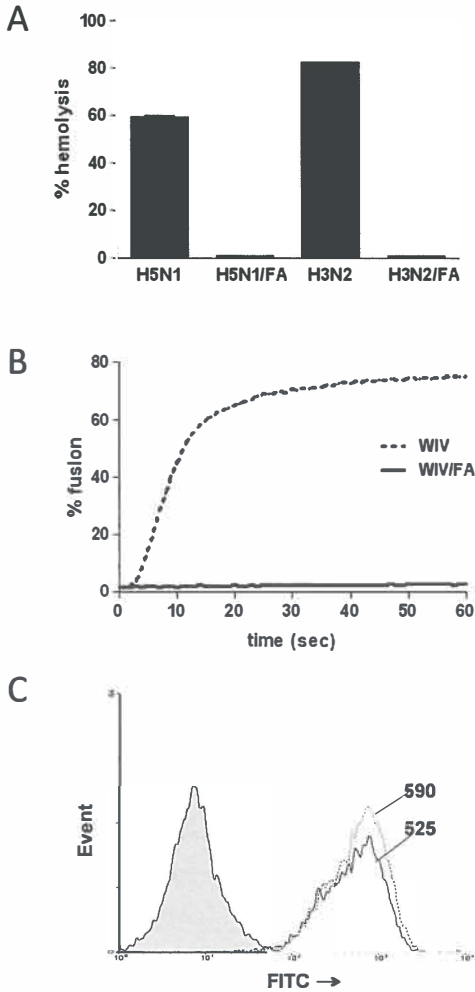 A
100
80
60
40
20
0
% hemolysis
H5N1 H5N1/FA H3N2 H3N2/FA
B
80
60
40
20
0
% fusion
WIV
WIV/FA
0 10 20 30 40 50 60
time (sec)
C
590
525
Event
FITC →